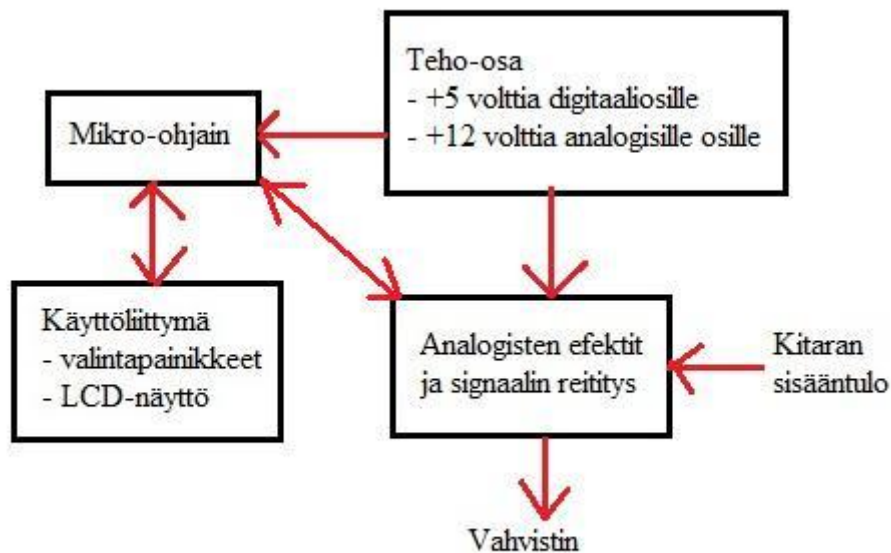 Teho-osa
- +5 volttia digitaaliosille
- +12 volttia analogisille osille
Mikro-ohjain
Käyttöliittymä
- valintapainikkeet
- LCD-näyttö
Analogisten efektit
ja signaalin reititys
Kitaran
sisääntulo
Vahvistin